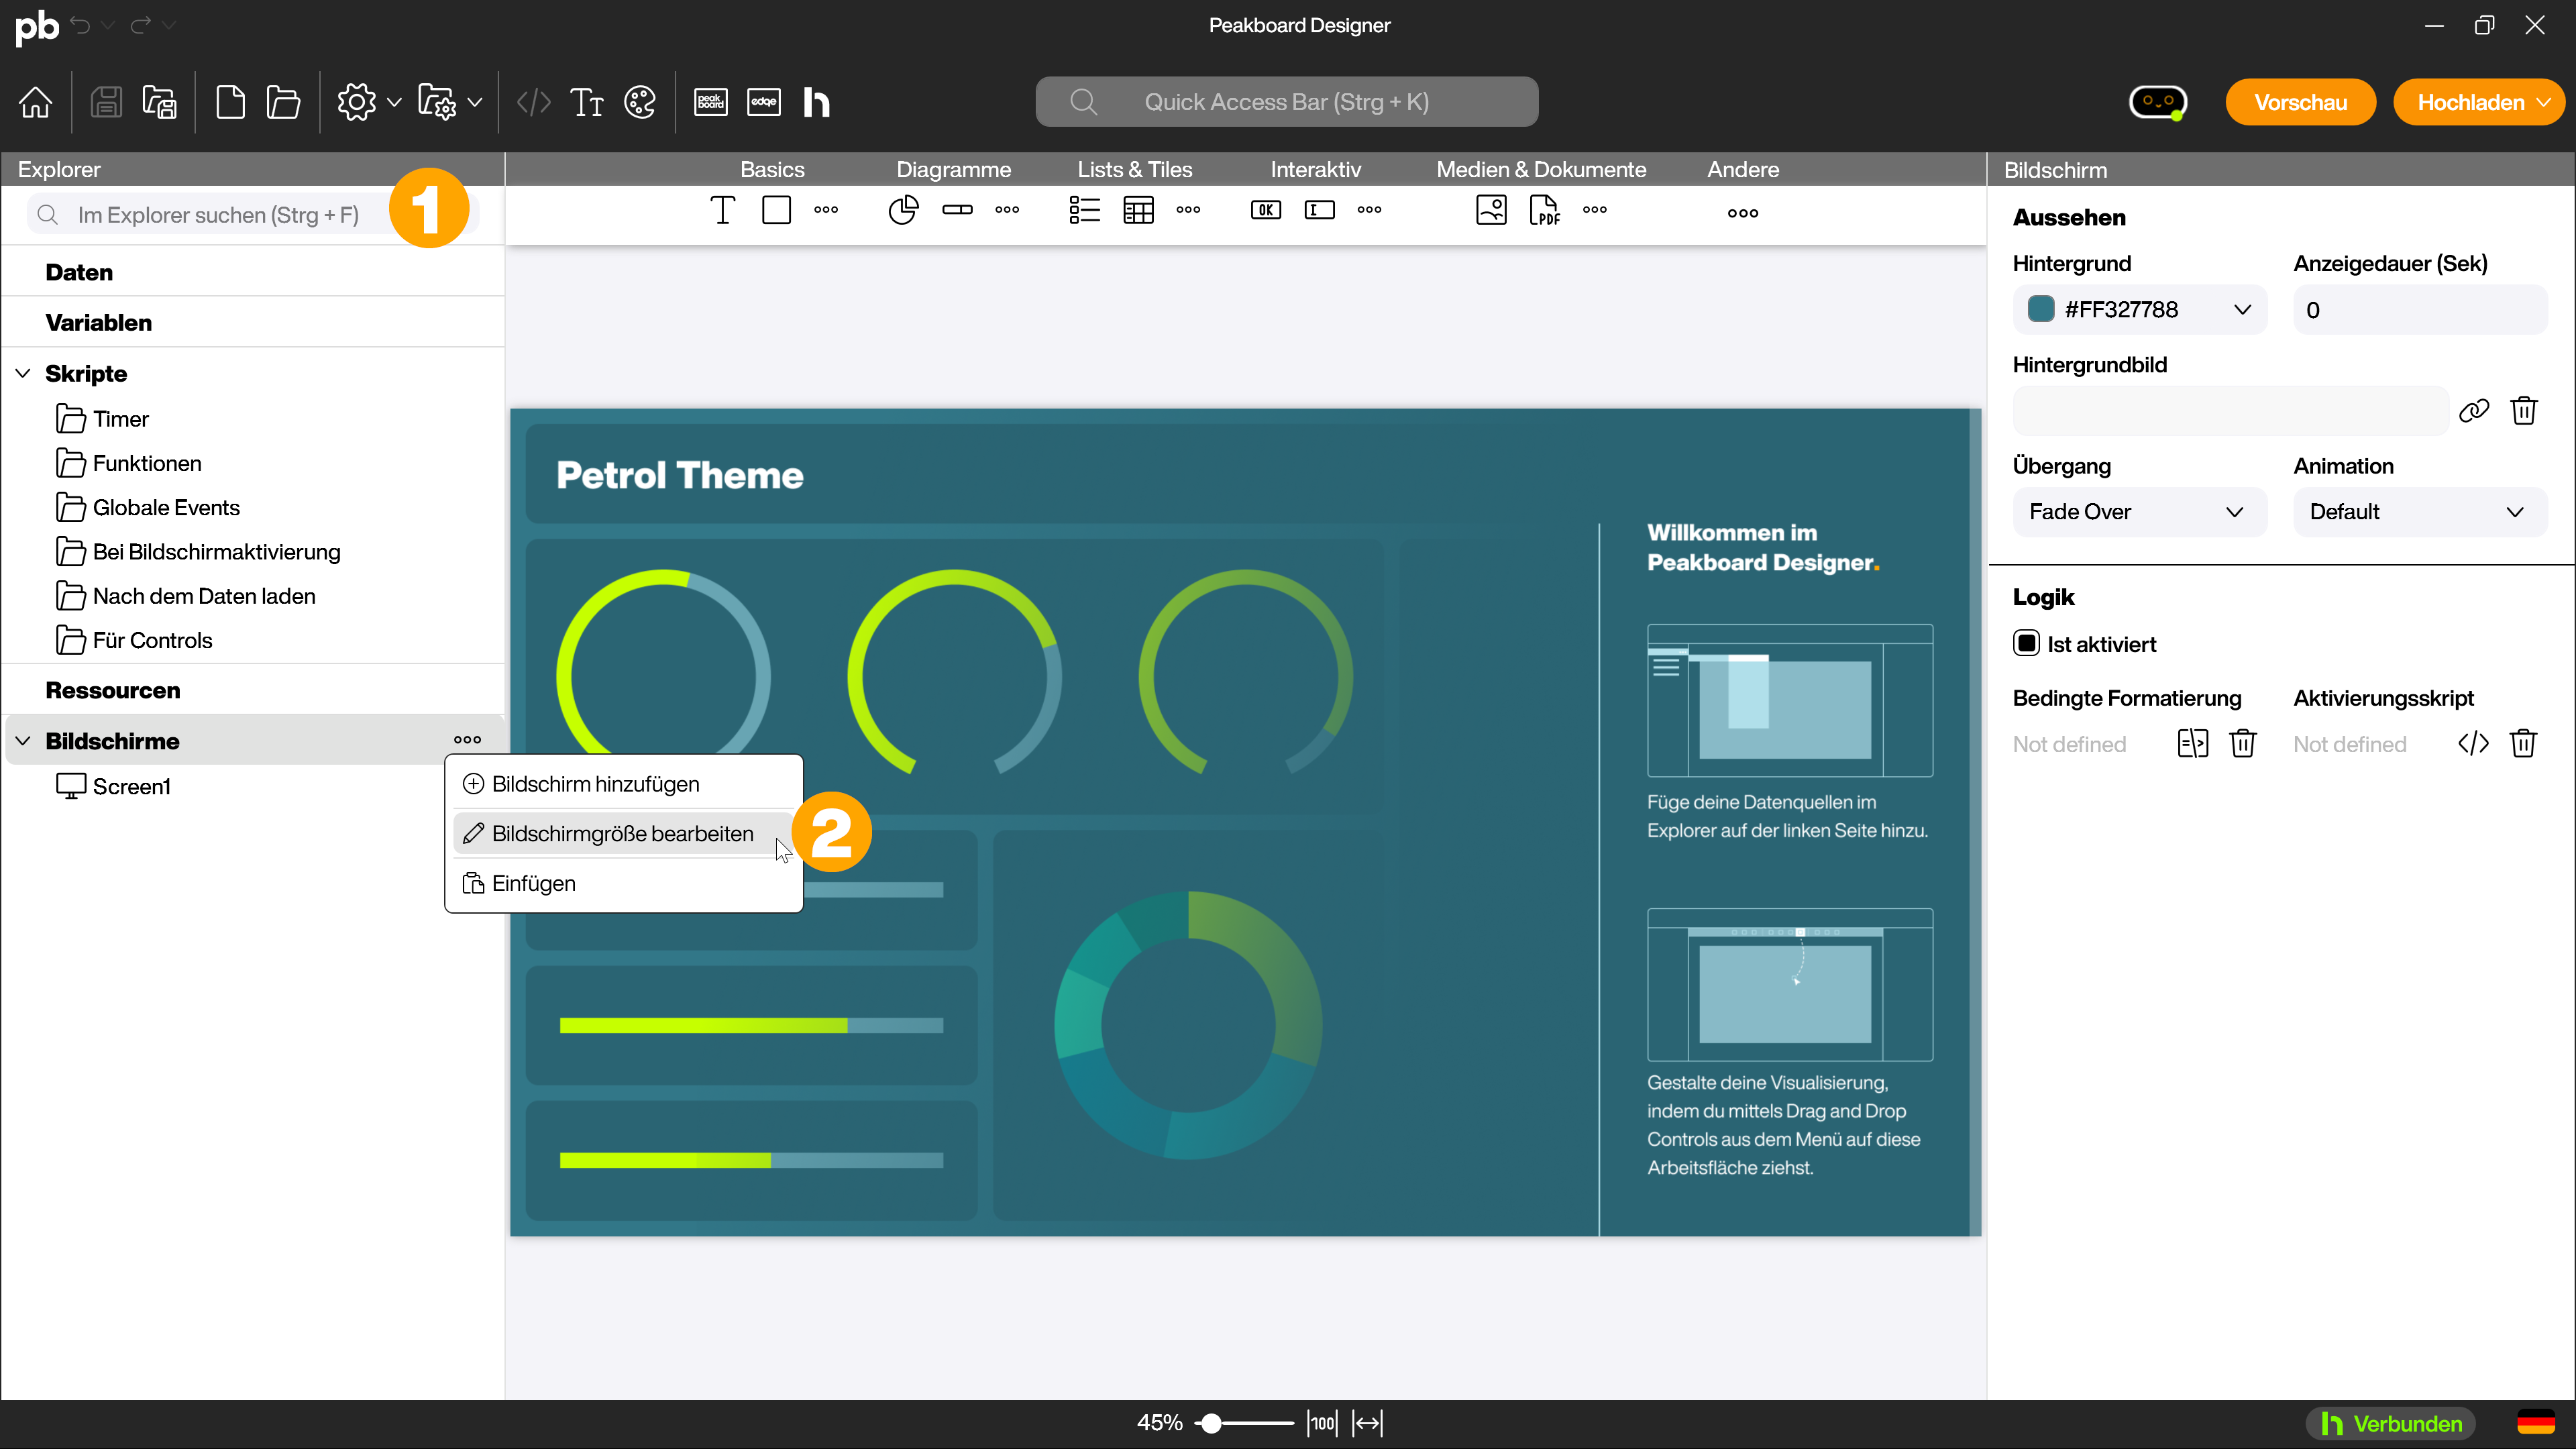 pb
Peakboard Designer
peak board
edge
Quick Access Bar (Strg + K)
Vorschau
Hochladen
Explorer
Basics
Diagramme
Lists & Tiles
Interaktiv
Medien & Dokumente
Andere
Bildschirm
Im Explorer suchen (Strg + F)
1
OK
PDF
Daten
Variablen
Skripte
Timer
Funktionen
Globale Events
Bei Bildschirmaktivierung
Nach dem Daten laden
Für Controls
Ressourcen
Bildschirme
Screen1
Bildschirm hinzufügen
Bildschirmgröße bearbeiten
2
Einfügen
Petrol Theme
Willkommen im
Peakboard Designer.
Füge deine Datenquellen im
Explorer auf der linken Seite hinzu.
Gestalte deine Visualisierung,
indem du mittels Drag and Drop
Controls aus dem Menü auf diese
Arbeitsfläche ziehst.
Aussehen
Hintergrund
Anzeigedauer (Sek)
#FF327788
0
Hintergrundbild
Übergang
Animation
Fade Over
Default
Logik
Ist aktiviert
Bedingte Formatierung
Aktivierungsskript
Not defined
Not defined
45%
100
Verbunden